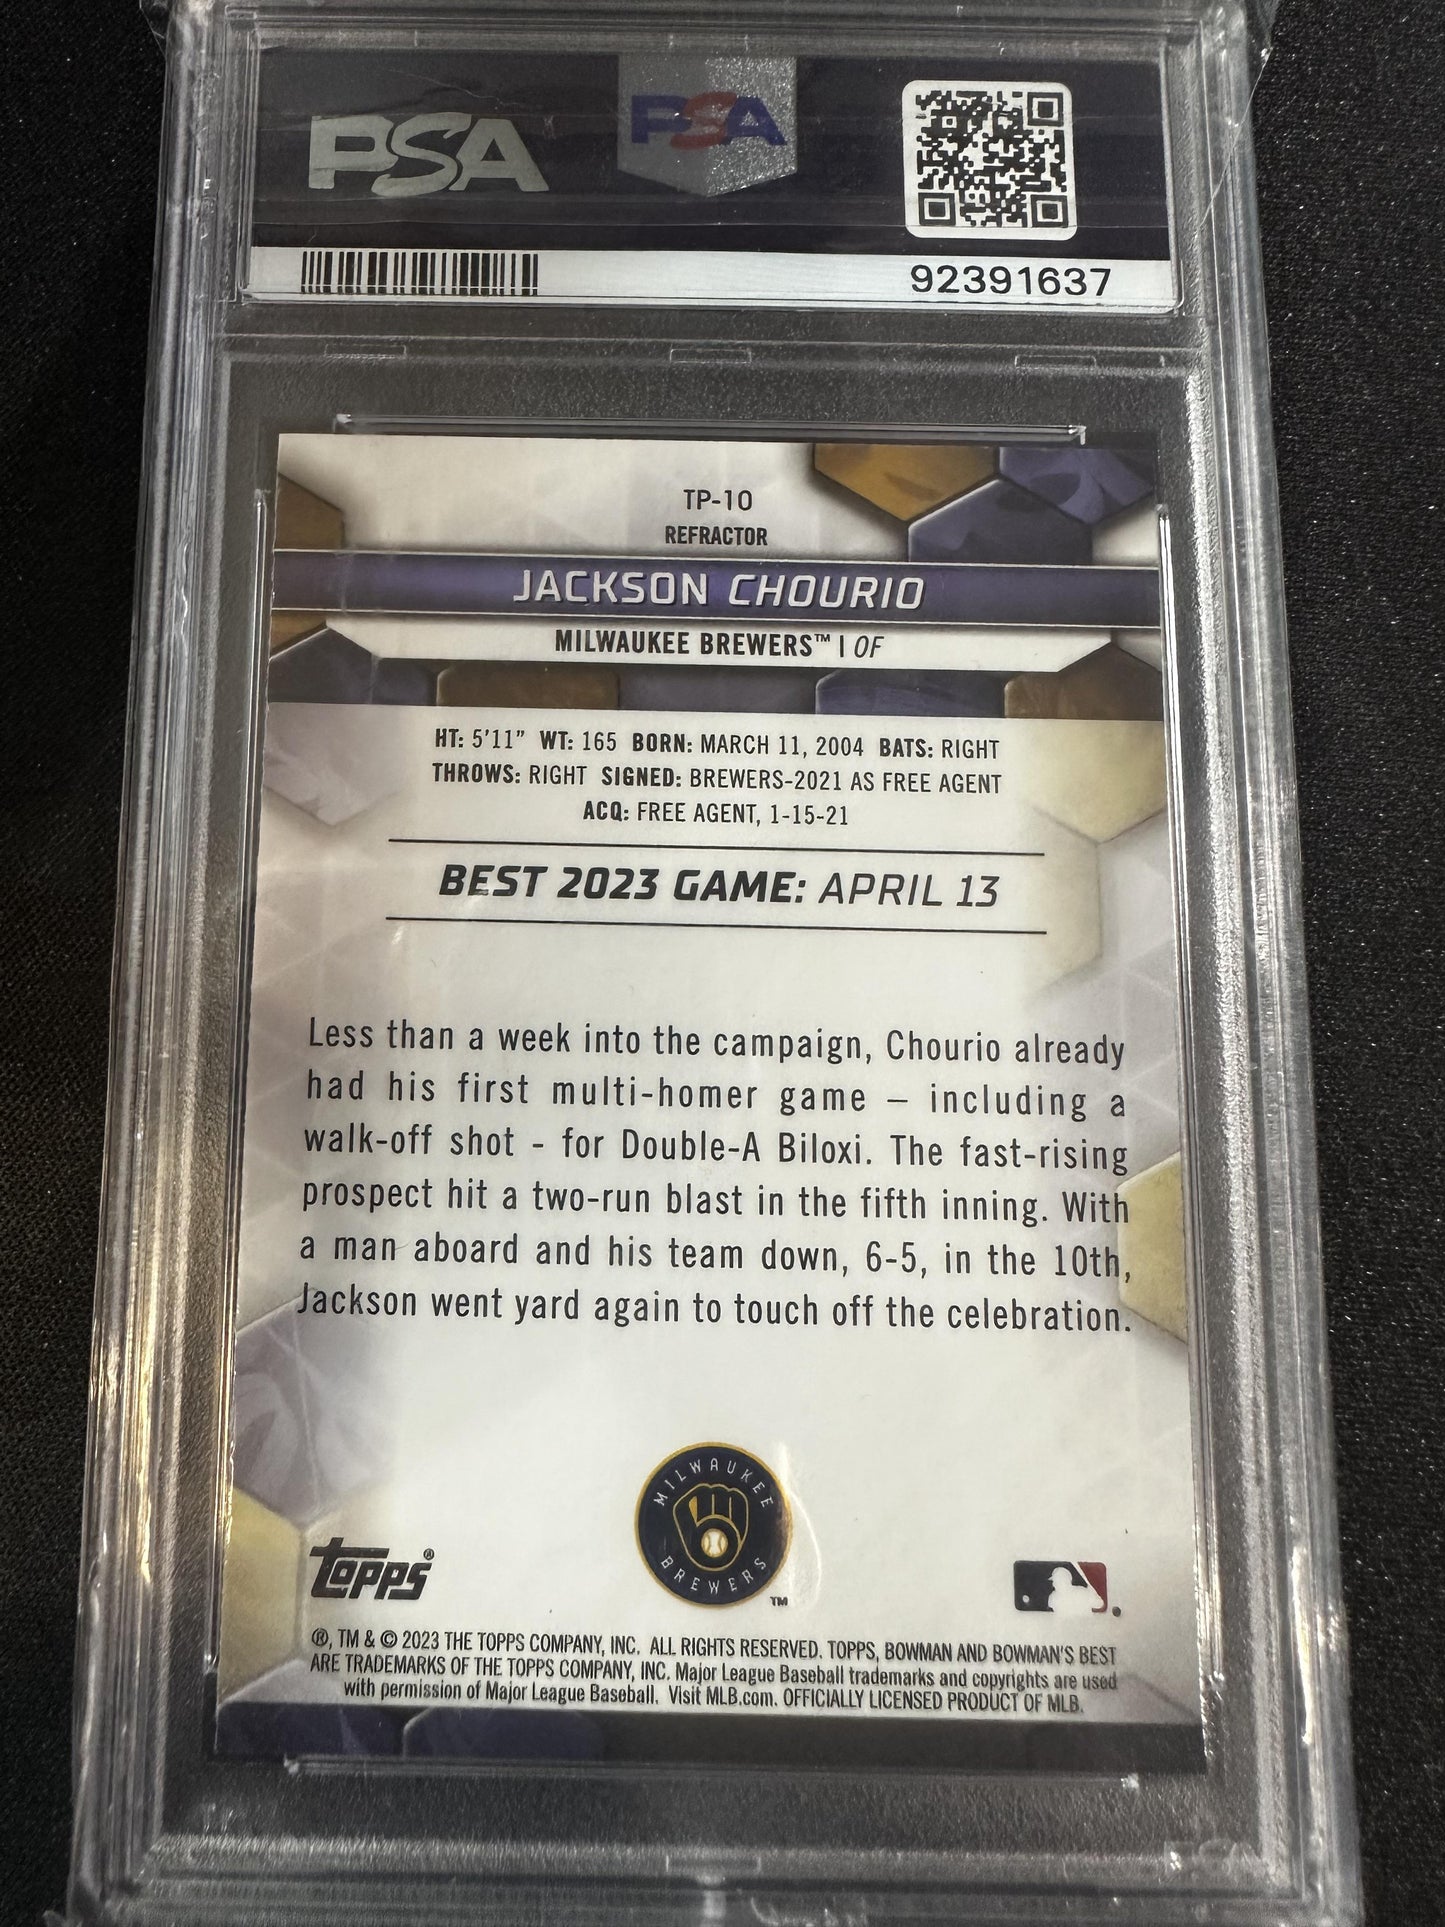 PSA
PSA
92391637
TP-10
REFRACTOR
JACKSON CHOURIO
MILWAUKEE BREWERS™ | OF
HT: 5'11" WT: 165 BORN: MARCH 11, 2004 BATS: RIGHT
THROWS: RIGHT SIGNED: BREWERS-2021 AS FREE AGENT
ACQ: FREE AGENT, 1-15-21
BEST 2023 GAME: APRIL 13
Less than a week into the campaign, Chourio already
had his first multi-homer game – including a
walk-off shot - for Double-A Biloxi. The fast-rising
prospect hit a two-run blast in the fifth inning. With
a man aboard and his team down, 6-5, in the 10th,
Jackson went yard again to touch off the celebration.
MILWAUKEE
BREWERS
TM
topps®
®, TM & © 2023 THE TOPPS COMPANY, INC. ALL RIGHTS RESERVED. TOPPS, BOWMAN AND BOWMAN'S BEST
ARE TRADEMARKS OF THE TOPPS COMPANY, INC. Major League Baseball trademarks and copyrights are used
with permission of Major League Baseball. Visit MLB.com. OFFICIALLY LICENSED PRODUCT OF MLB.
PSA